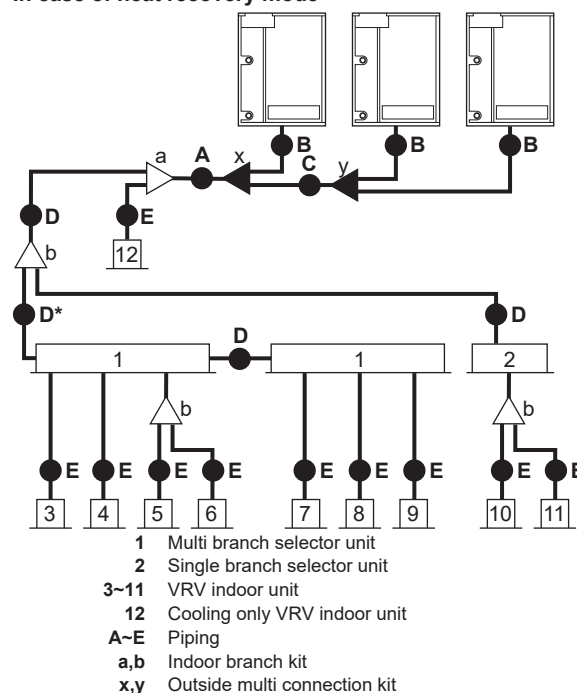 In case of heat recovery mode
B B B
a A x C y
D E
12
b
D* D D
1 1 2
b b
E E E E E E E E E
3 4 5 6 7 8 9 10 11
1 Multi branch selector unit
2 Single branch selector unit
3~11 VRV indoor unit
12 Cooling only VRV indoor unit
A~E Piping
a,b Indoor branch kit
x,y Outside multi connection kit